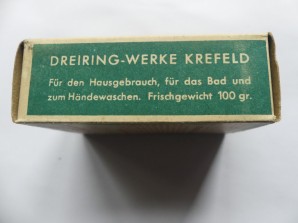 DREIRING-WERKE KREFELD
Für den Hausgebrauch, für das Bad und
zum Händewaschen. Frischgewicht 100 gr.